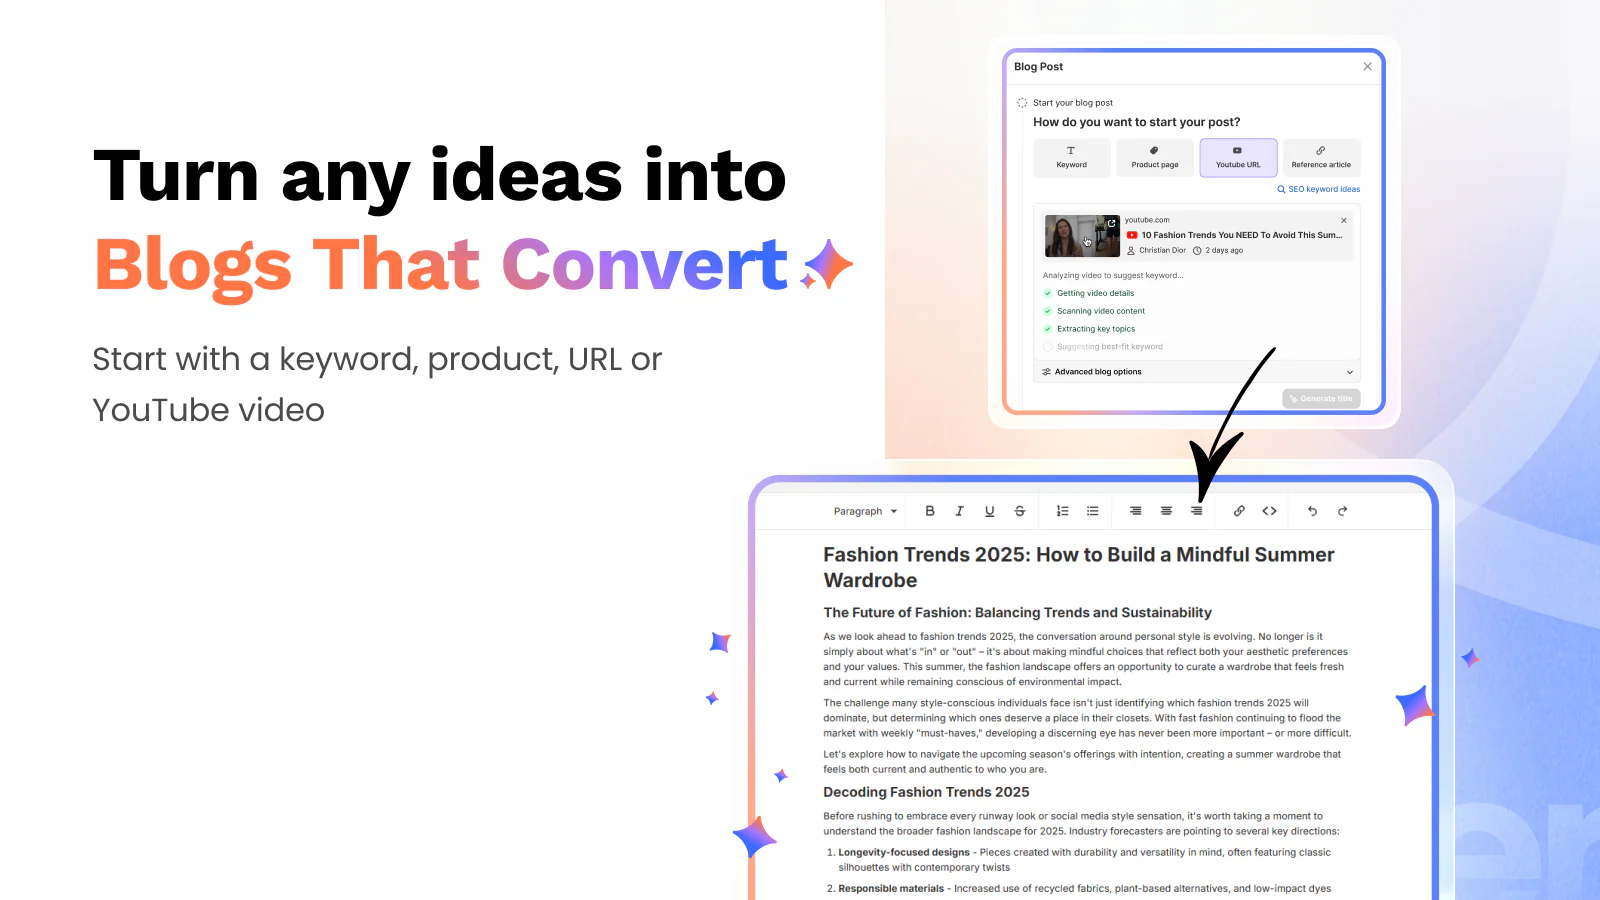 Turn any ideas into
Blogs That Convert
Start with a keyword, product, URL or
YouTube video
Blog Post
Start your blog post
How do you want to start your post?
Keyword
Product page
Youtube URL
Reference article
SEO keyword ideas
youtube.com
10 Fashion Trends You NEED To Avoid This Sum...
Christian Dior 2 days ago
Analyzing video to suggest keyword...
Getting video details
Scanning video content
Extracting key topics
Suggesting best-fit keyword
Advanced blog options
Generate title
Paragraph
Fashion Trends 2025: How to Build a Mindful Summer
Wardrobe
The Future of Fashion: Balancing Trends and Sustainability
As we look ahead to fashion trends 2025, the conversation around personal style is evolving. No longer is it
simply about what's "in" or "out" – it's about making mindful choices that reflect both your aesthetic preferences
and your values. This summer, the fashion landscape offers an opportunity to curate a wardrobe that feels fresh
and current while remaining conscious of environmental impact.
The challenge many style-conscious individuals face isn't just identifying which fashion trends 2025 will
dominate, but determining which ones deserve a place in their closets. With fast fashion continuing to flood the
market with weekly "must-haves," developing a discerning eye has never been more important – or more difficult.
Let's explore how to navigate the upcoming season's offerings with intention, creating a summer wardrobe that
feels both current and authentic to who you are.
Decoding Fashion Trends 2025
Before rushing to embrace every runway look or social media style sensation, it's worth taking a moment to
understand the broader fashion landscape for 2025. Industry forecasters are pointing to several key directions:
1. Longevity-focused designs - Pieces created with durability and versatility in mind, often featuring classic
silhouettes with contemporary twists
2. Responsible materials - Increased use of recycled fabrics, plant-based alternatives, and low-impact dyes